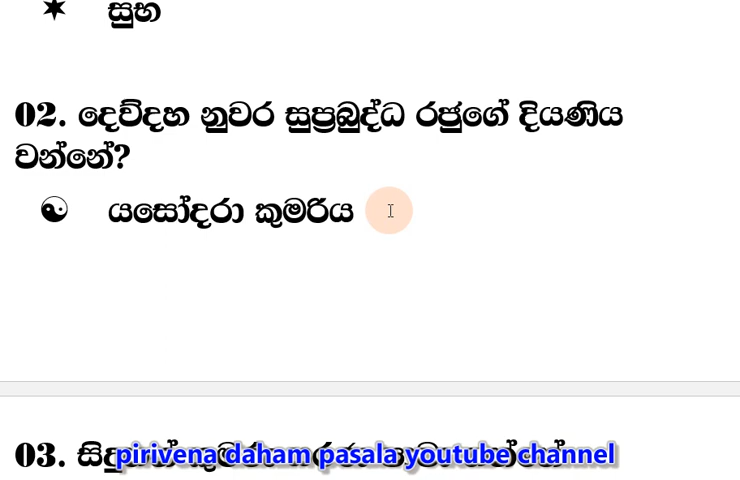 සුභ
02. දෙව්දහ නුවර සුප්‍රබුද්ධ රජුගේ දියණිය
වන්නේ?
යසෝදරා කුමරිය
03.
pirivena daham pasala youtube channel